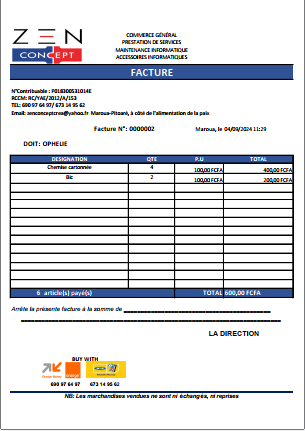 ZEN
CONCEPT
COMMERCE GÉNÉRAL
PRESTATION DE SERVICES
MAINTENANCE INFORMATIQUE
ACCESSOIRES INFORMATIQUES
FACTURE
N°Contribuable : P018300531014E
RCCM: RC/YAE/2012/A/153
TEL: 690 97 64 97/ 673 14 95 62
Email: zenconceptcrea@yahoo.fr Maroua-Pitoaré, à côté de l'alimentation de la paix
Facture N°: 0000002 Maroua, le 04/09/2024 11:29
DOIT: OPHELIE
DESIGNATION QTE P.U TOTAL
Chemise cartonnée 4 100,00 FCFA 400,00 FCFA
Bic 2 100,00 FCFA 200,00 FCFA
6 article(s) payé(s) TOTAL 600,00 FCFA
Arrête la présente facture à la somme de
LA DIRECTION
BUY WITH
Orange Money
orange
690 97 64 97 673 14 95 62
NB: Les marchandises vendues ne sont ni échangés, ni reprises